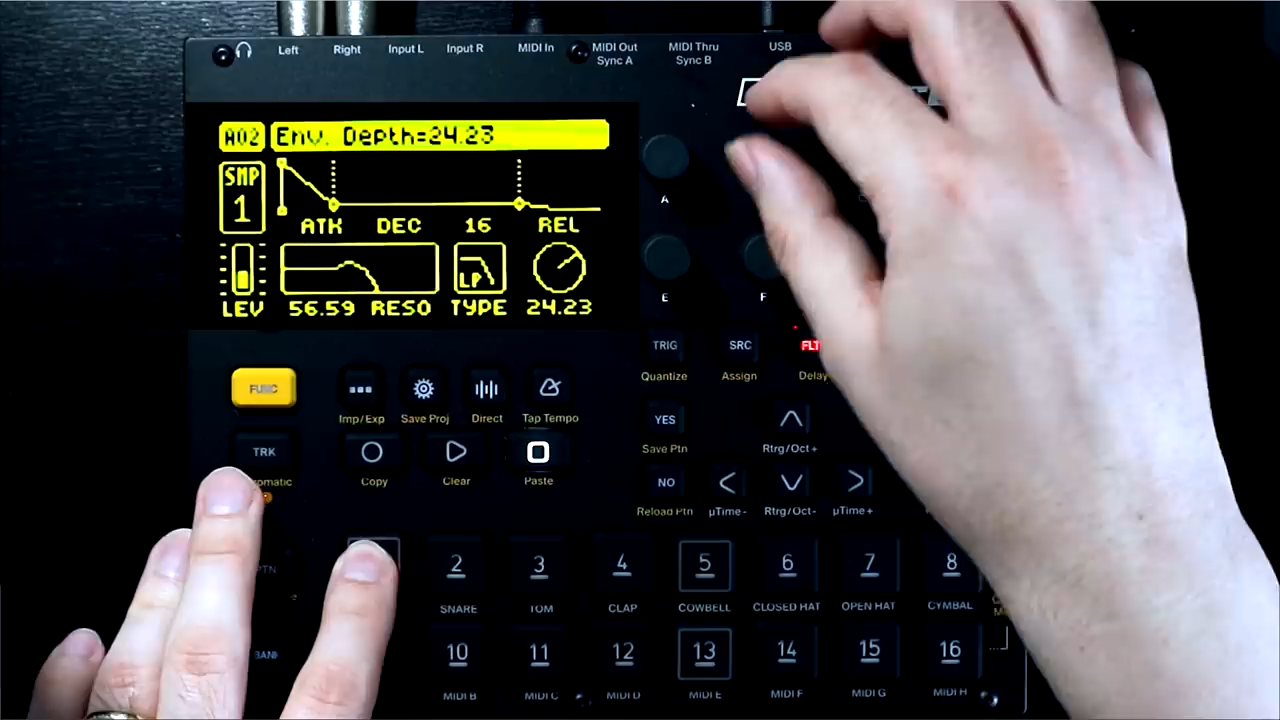 Left Right Input L Input R MIDI In MIDI Out MIDI Thru USB
Sync A Sync B
A02 Env. Depth=24.23
SMP
1
ATK DEC 16 REL
LP
LEV 56.59 RESO TYPE 24.23
A
E F
TRIG SRC FLT
Quantize Assign Delay
FUNC
Imp/Exp Save Proj Direct Tap Tempo
YES
Save Ptn Rtrg/Oct+
TRK
Copy Clear Paste
NO
Reload Ptn µTime- Rtrg/Oct- µTime+
2 3 4 5 6 7 8
SNARE TOM CLAP COWBELL CLOSED HAT OPEN HAT CYMBAL
BANK
10 11 12 13 14 15 16
MIDI B MIDI C MIDI D MIDI E MIDI F MIDI G MIDI H